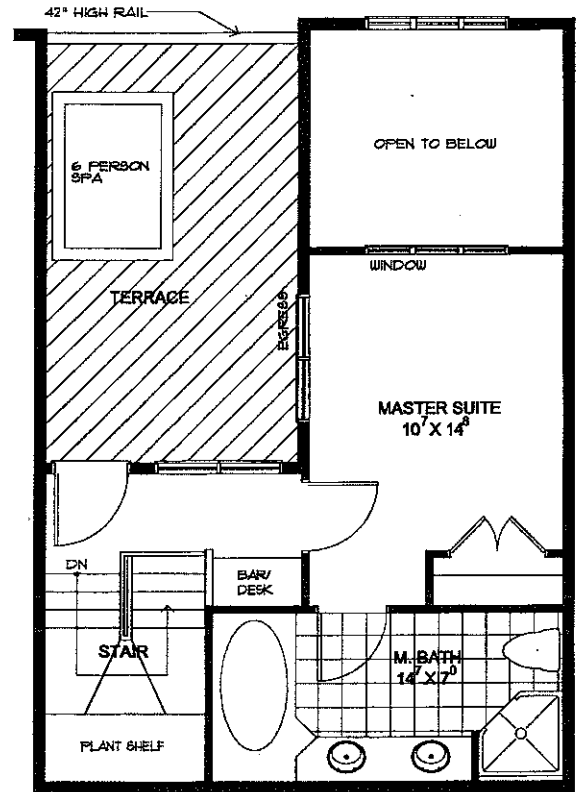 42" HIGH RAIL
OPEN TO BELOW
6 PERSON
SPA
WINDOW
TERRACE
EGRESS
MASTER SUITE
10⁷ X 14⁸
DN
BAR/
DESK
STAIR
M. BATH
14⁷ X 7⁰
PLANT SHELF